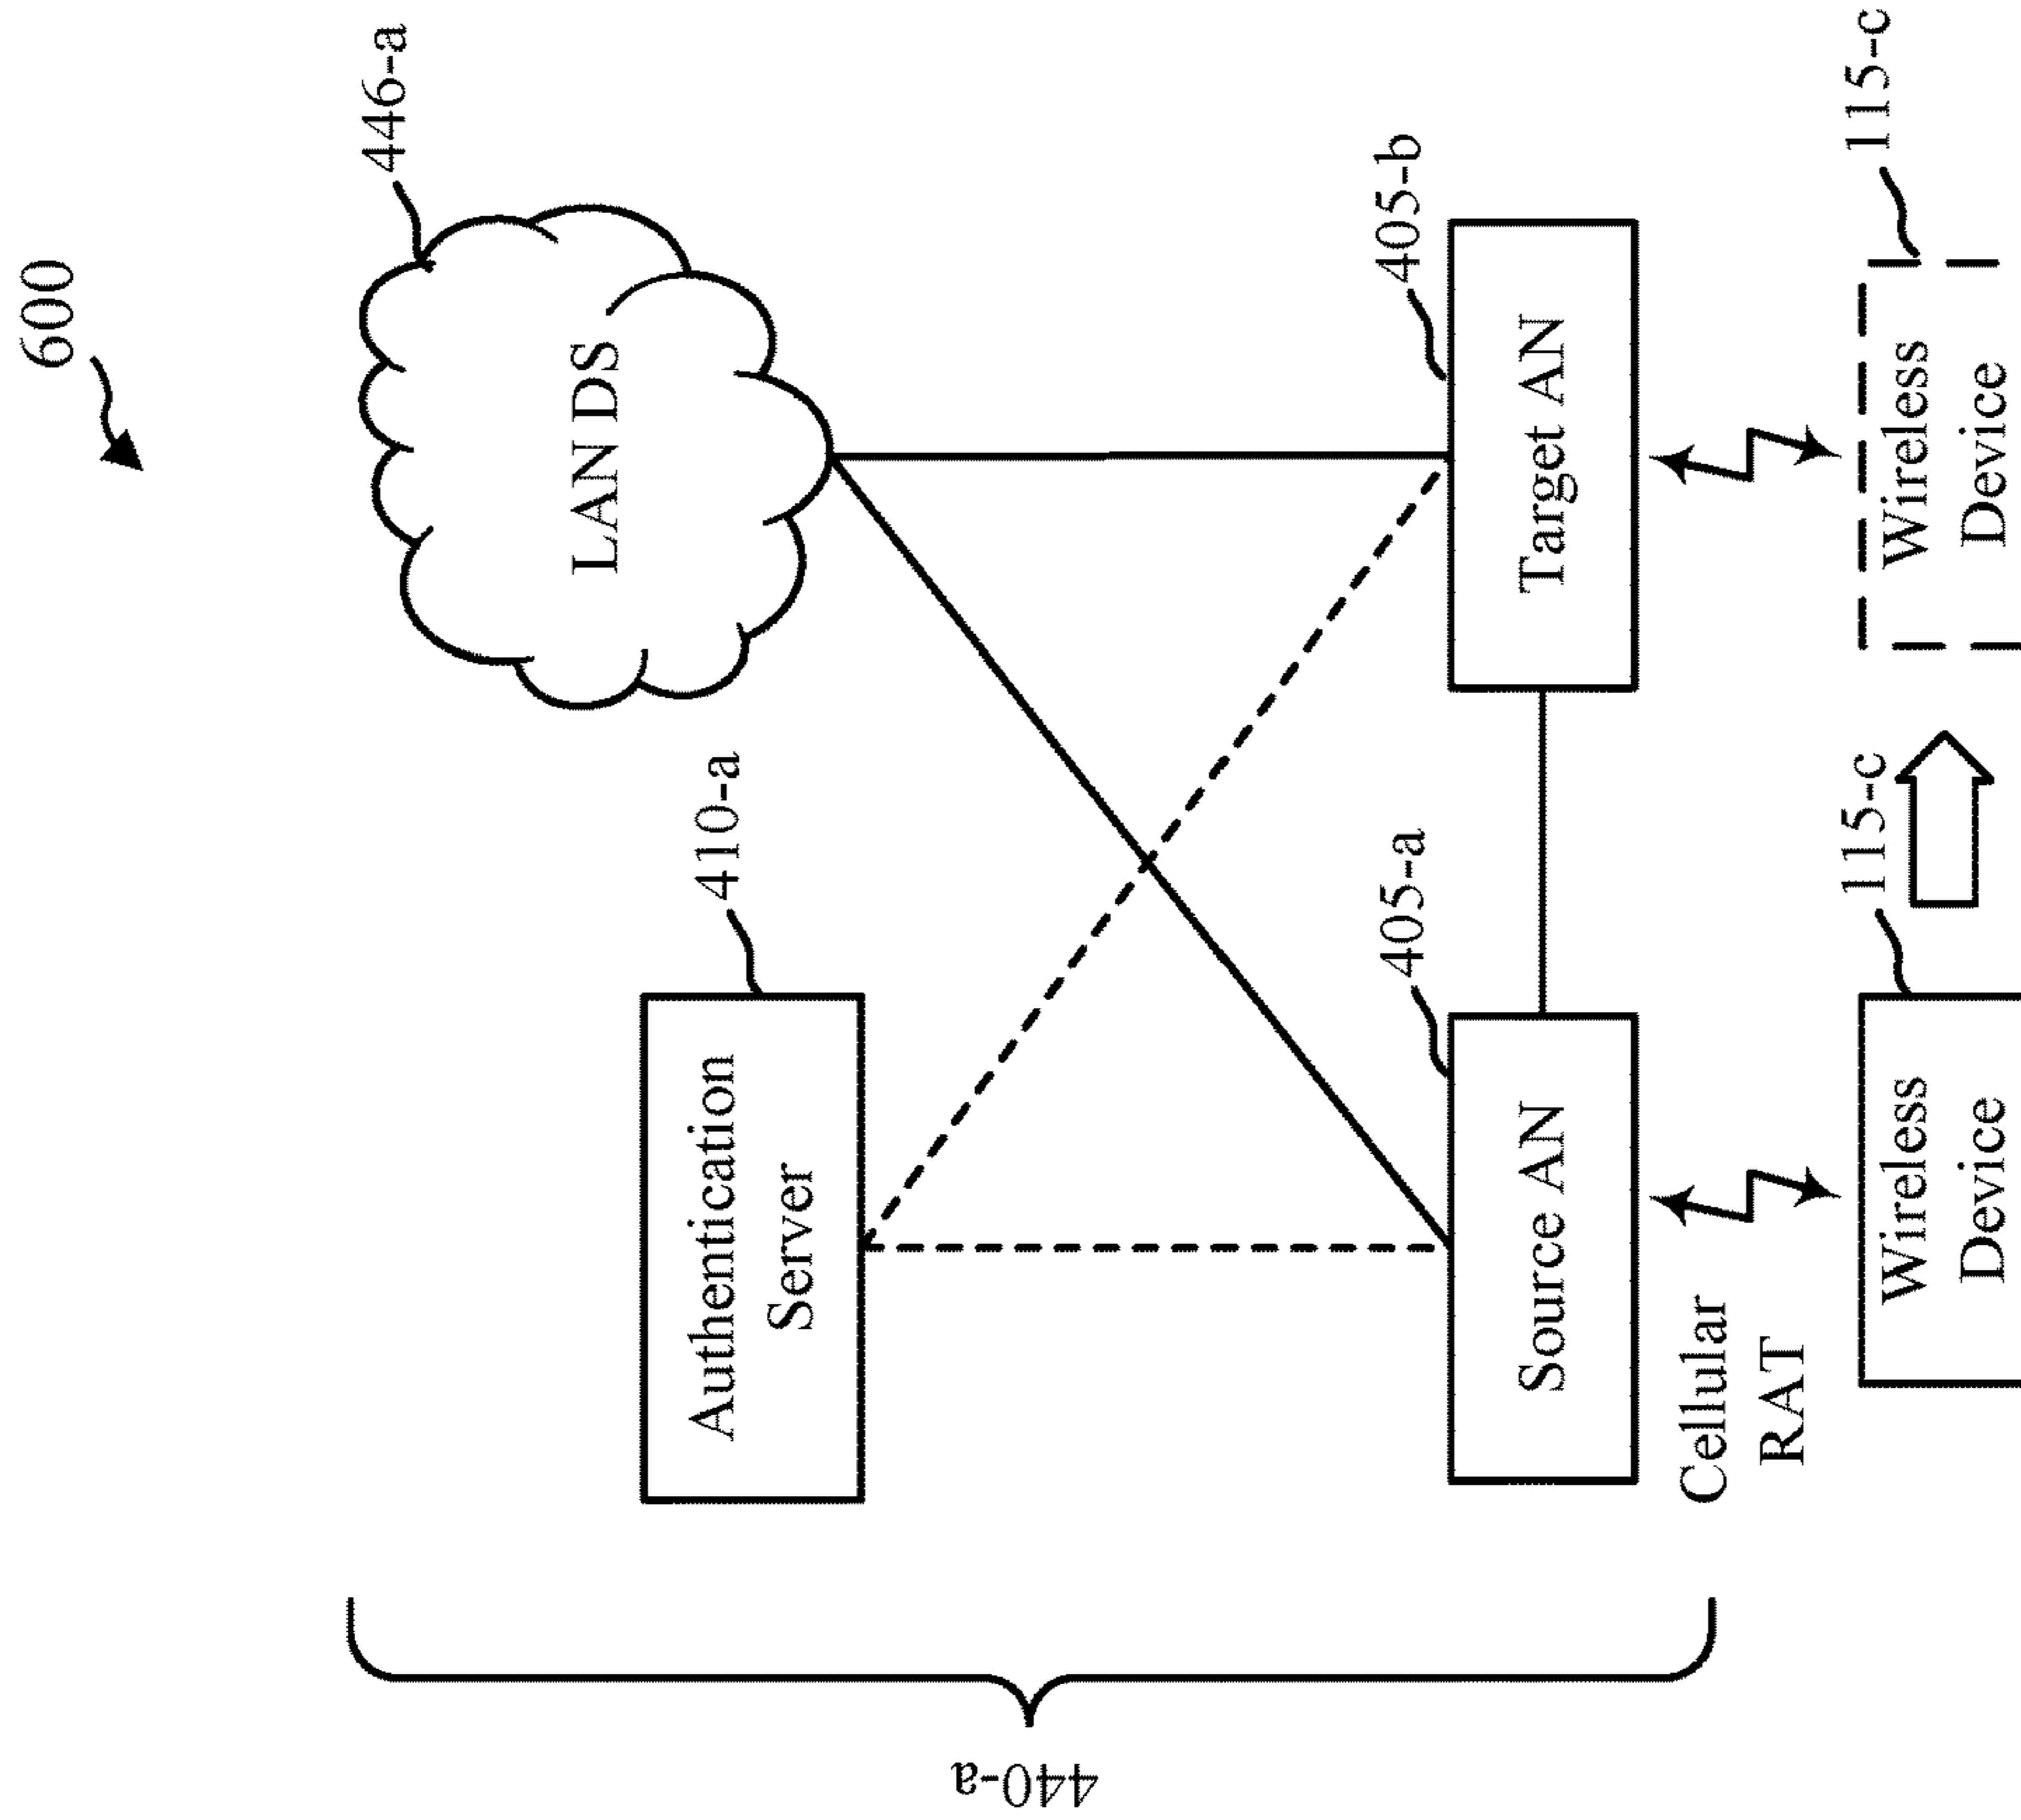 600
446-a
LAN DS
410-a
Authentication
Server
405-a
Source AN
405-b
Target AN
Cellular
RAT
115-c
Wireless
Device
115-c
Wireless
Device
440-a